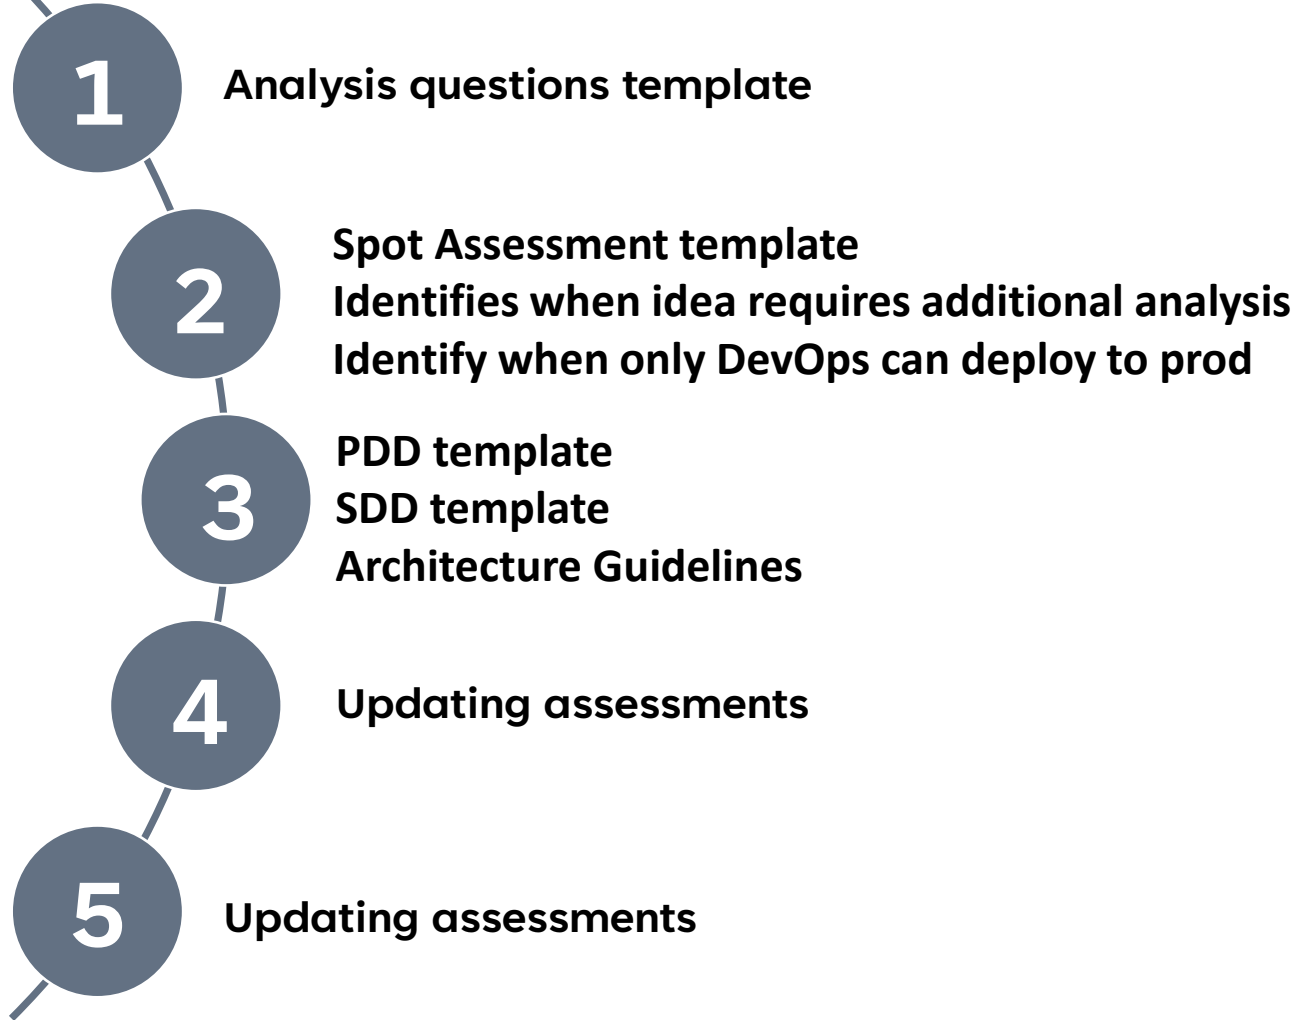 1
Analysis questions template
2
Spot Assessment template
Identifies when idea requires additional analysis
Identify when only DevOps can deploy to prod
3
PDD template
SDD template
Architecture Guidelines
4
Updating assessments
5
Updating assessments